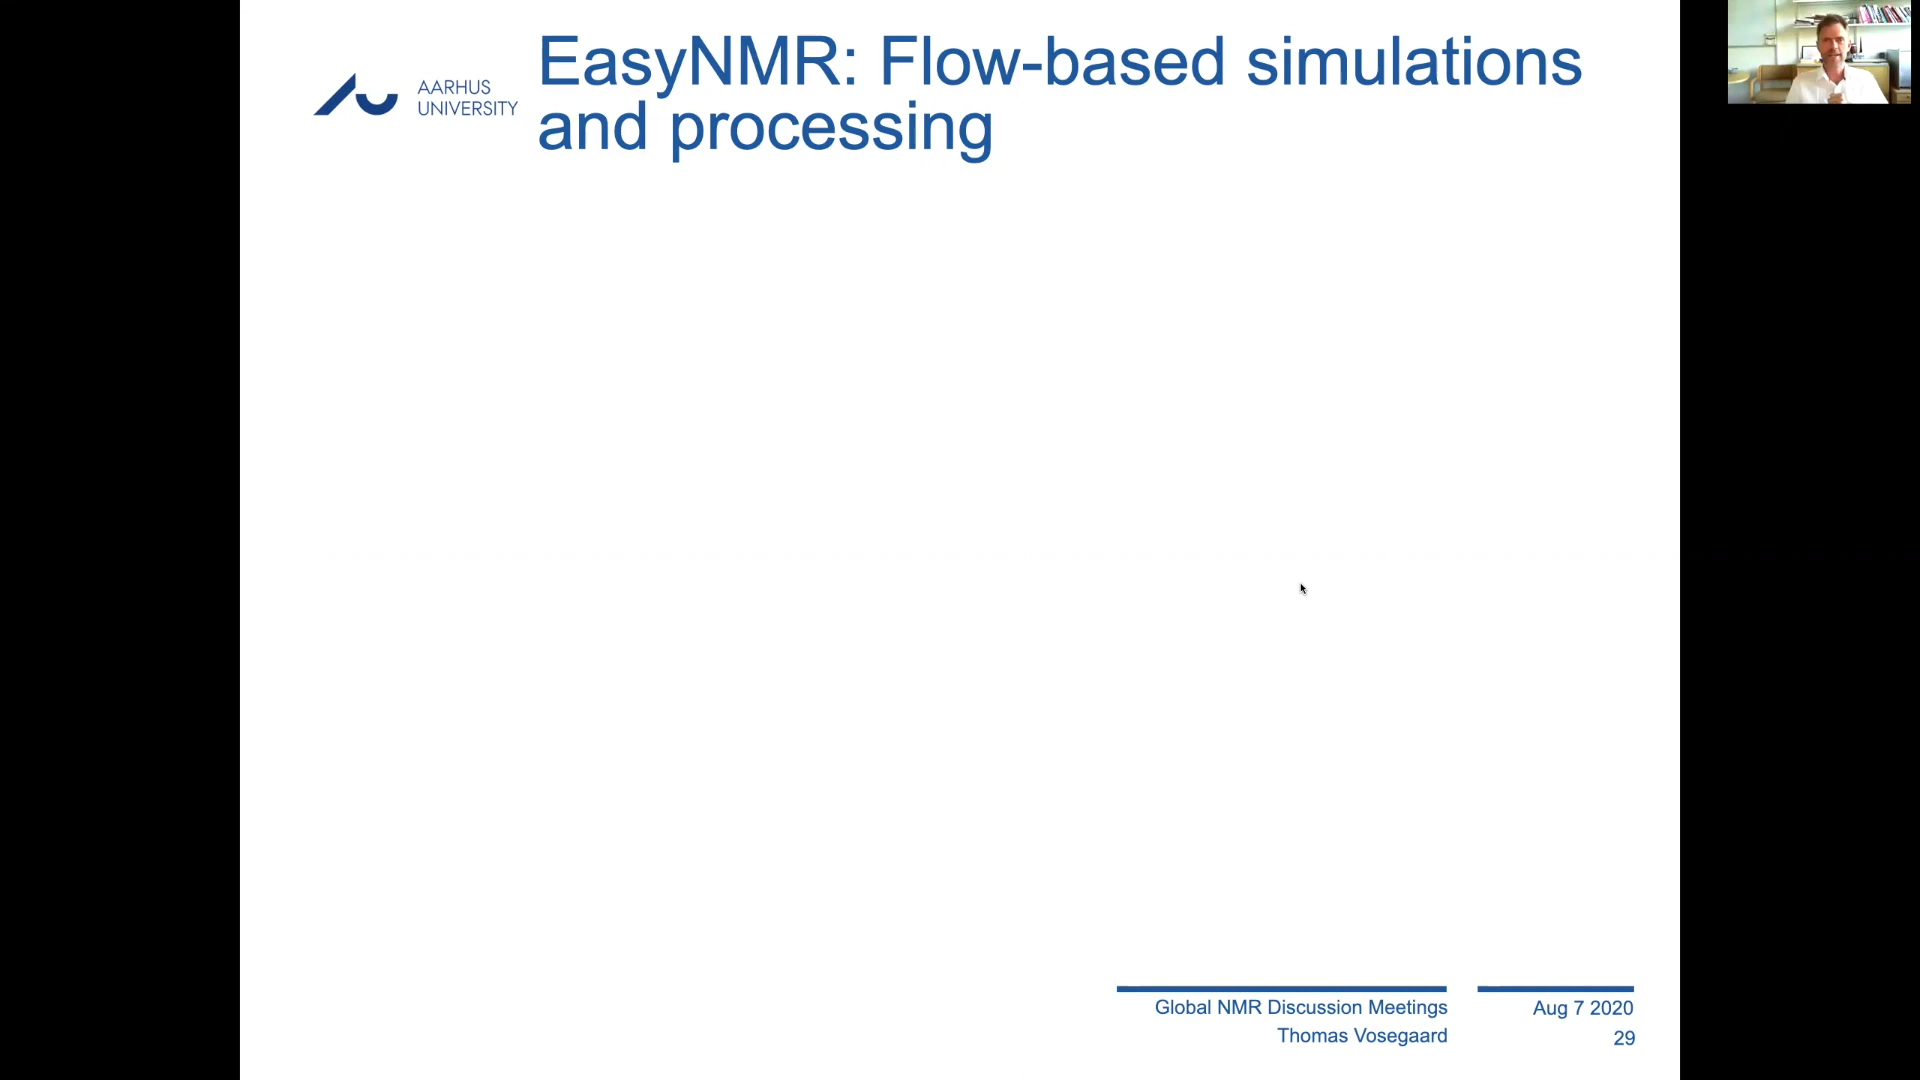 AARHUS
UNIVERSITY
EasyNMR: Flow-based simulations
and processing
Global NMR Discussion Meetings
Thomas Vosegaard
Aug 7 2020
29